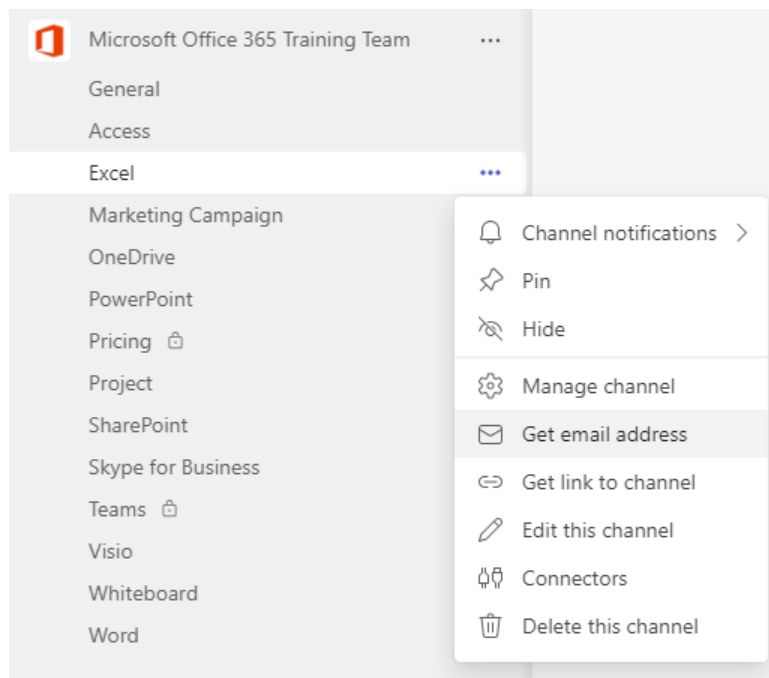 Microsoft Office 365 Training Team
General
Access
Excel
Marketing Campaign
OneDrive
PowerPoint
Pricing
Project
SharePoint
Skype for Business
Teams
Visio
Whiteboard
Word
Channel notifications
Pin
Hide
Manage channel
Get email address
Get link to channel
Edit this channel
Connectors
Delete this channel